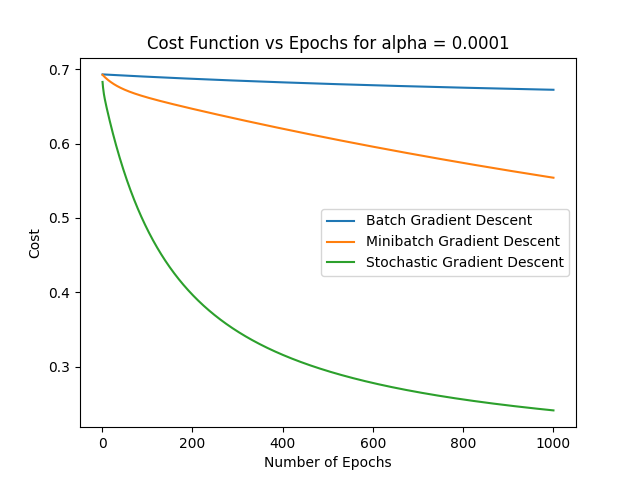 Cost Function vs Epochs for alpha = 0.0001
0.7
0.6
0.5
0.4
0.3
Cost
Batch Gradient Descent
Minibatch Gradient Descent
Stochastic Gradient Descent
0 200 400 600 800 1000
Number of Epochs